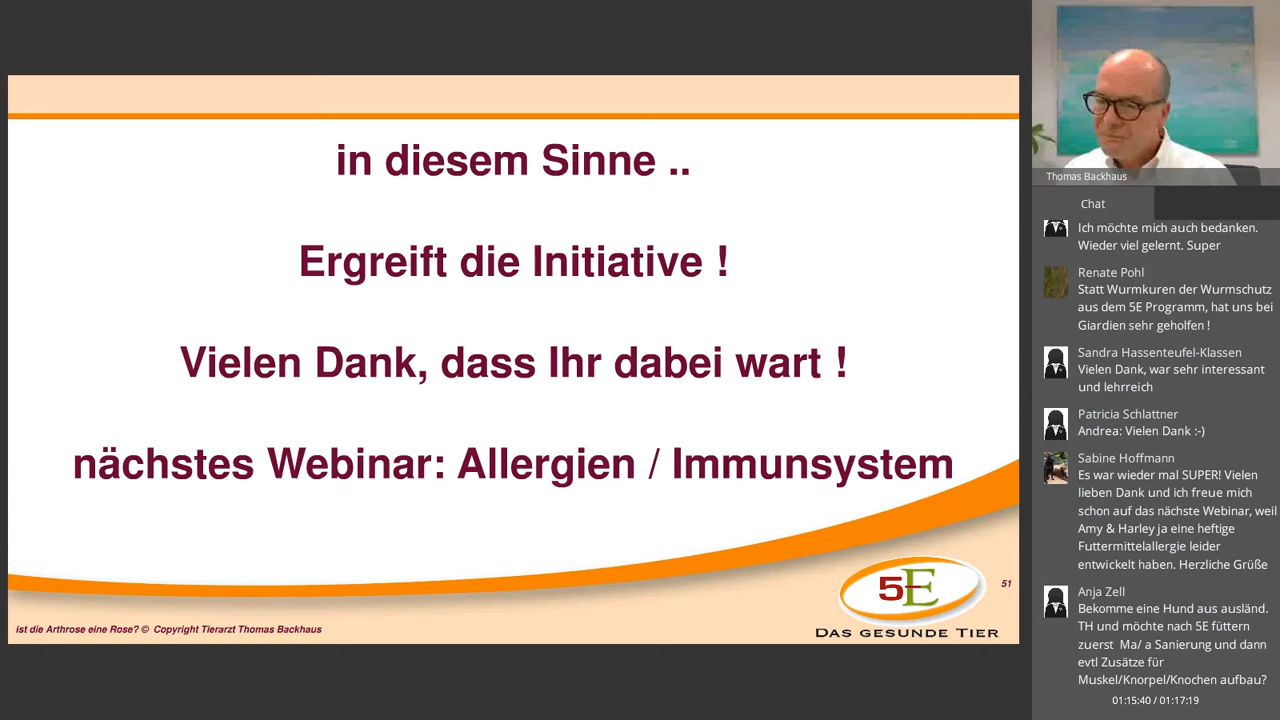 in diesem Sinne ..
Ergreift die Initiative !
Vielen Dank, dass Ihr dabei wart !
nächstes Webinar: Allergien / Immunsystem
5E
DAS GESUNDE TIER
51
ist die Arthrose eine Rose? © Copyright Tierarzt Thomas Backhaus
Thomas Backhaus
Chat
Ich möchte mich auch bedanken.
Wieder viel gelernt. Super
Renate Pohl
Statt Wurmkuren der Wurmschutz
aus dem 5E Programm, hat uns bei
Giardien sehr geholfen !
Sandra Hassenteufel-Klassen
Vielen Dank, war sehr interessant
und lehrreich
Patricia Schlattner
Andrea: Vielen Dank :-)
Sabine Hoffmann
Es war wieder mal SUPER! Vielen
lieben Dank und ich freue mich
schon auf das nächste Webinar, weil
Amy & Harley ja eine heftige
Futtermittelallergie leider
entwickelt haben. Herzliche Grüße
Anja Zell
Bekomme eine Hund aus ausländ.
TH und möchte nach 5E füttern
zuerst Ma/ a Sanierung und dann
evtl Zusätze für
Muskel/Knorpel/Knochen aufbau?
01:15:40 / 01:17:19